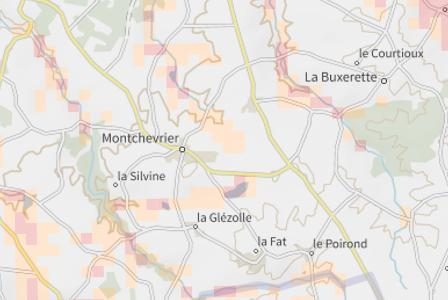 le Courtioux
La Buxerette
Montchevrier
la Silvine
la Glézolle
la Fat
le Poirond